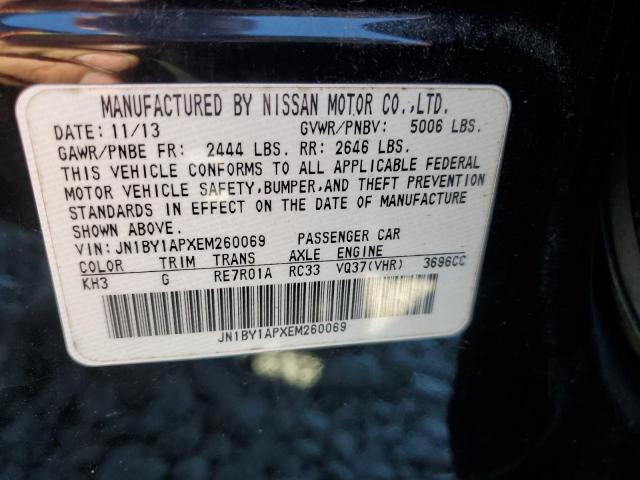 MANUFACTURED BY NISSAN MOTOR CO.,LTD.
DATE: 11/13 GVWR/PNBV: 5006 LBS.
GAWR/PNBE FR: 2444 LBS. RR: 2646 LBS.
THIS VEHICLE CONFORMS TO ALL APPLICABLE FEDERAL
MOTOR VEHICLE SAFETY,BUMPER,AND THEFT PREVENTION
STANDARDS IN EFFECT ON THE DATE OF MANUFACTURE
SHOWN ABOVE.
VIN: JN1BY1APXEM260069 PASSENGER CAR
COLOR TRIM TRANS AXLE ENGINE
KH3 G RE7R01A RC33 VQ37(VHR) 3696CC
JN1BY1APXEM260069